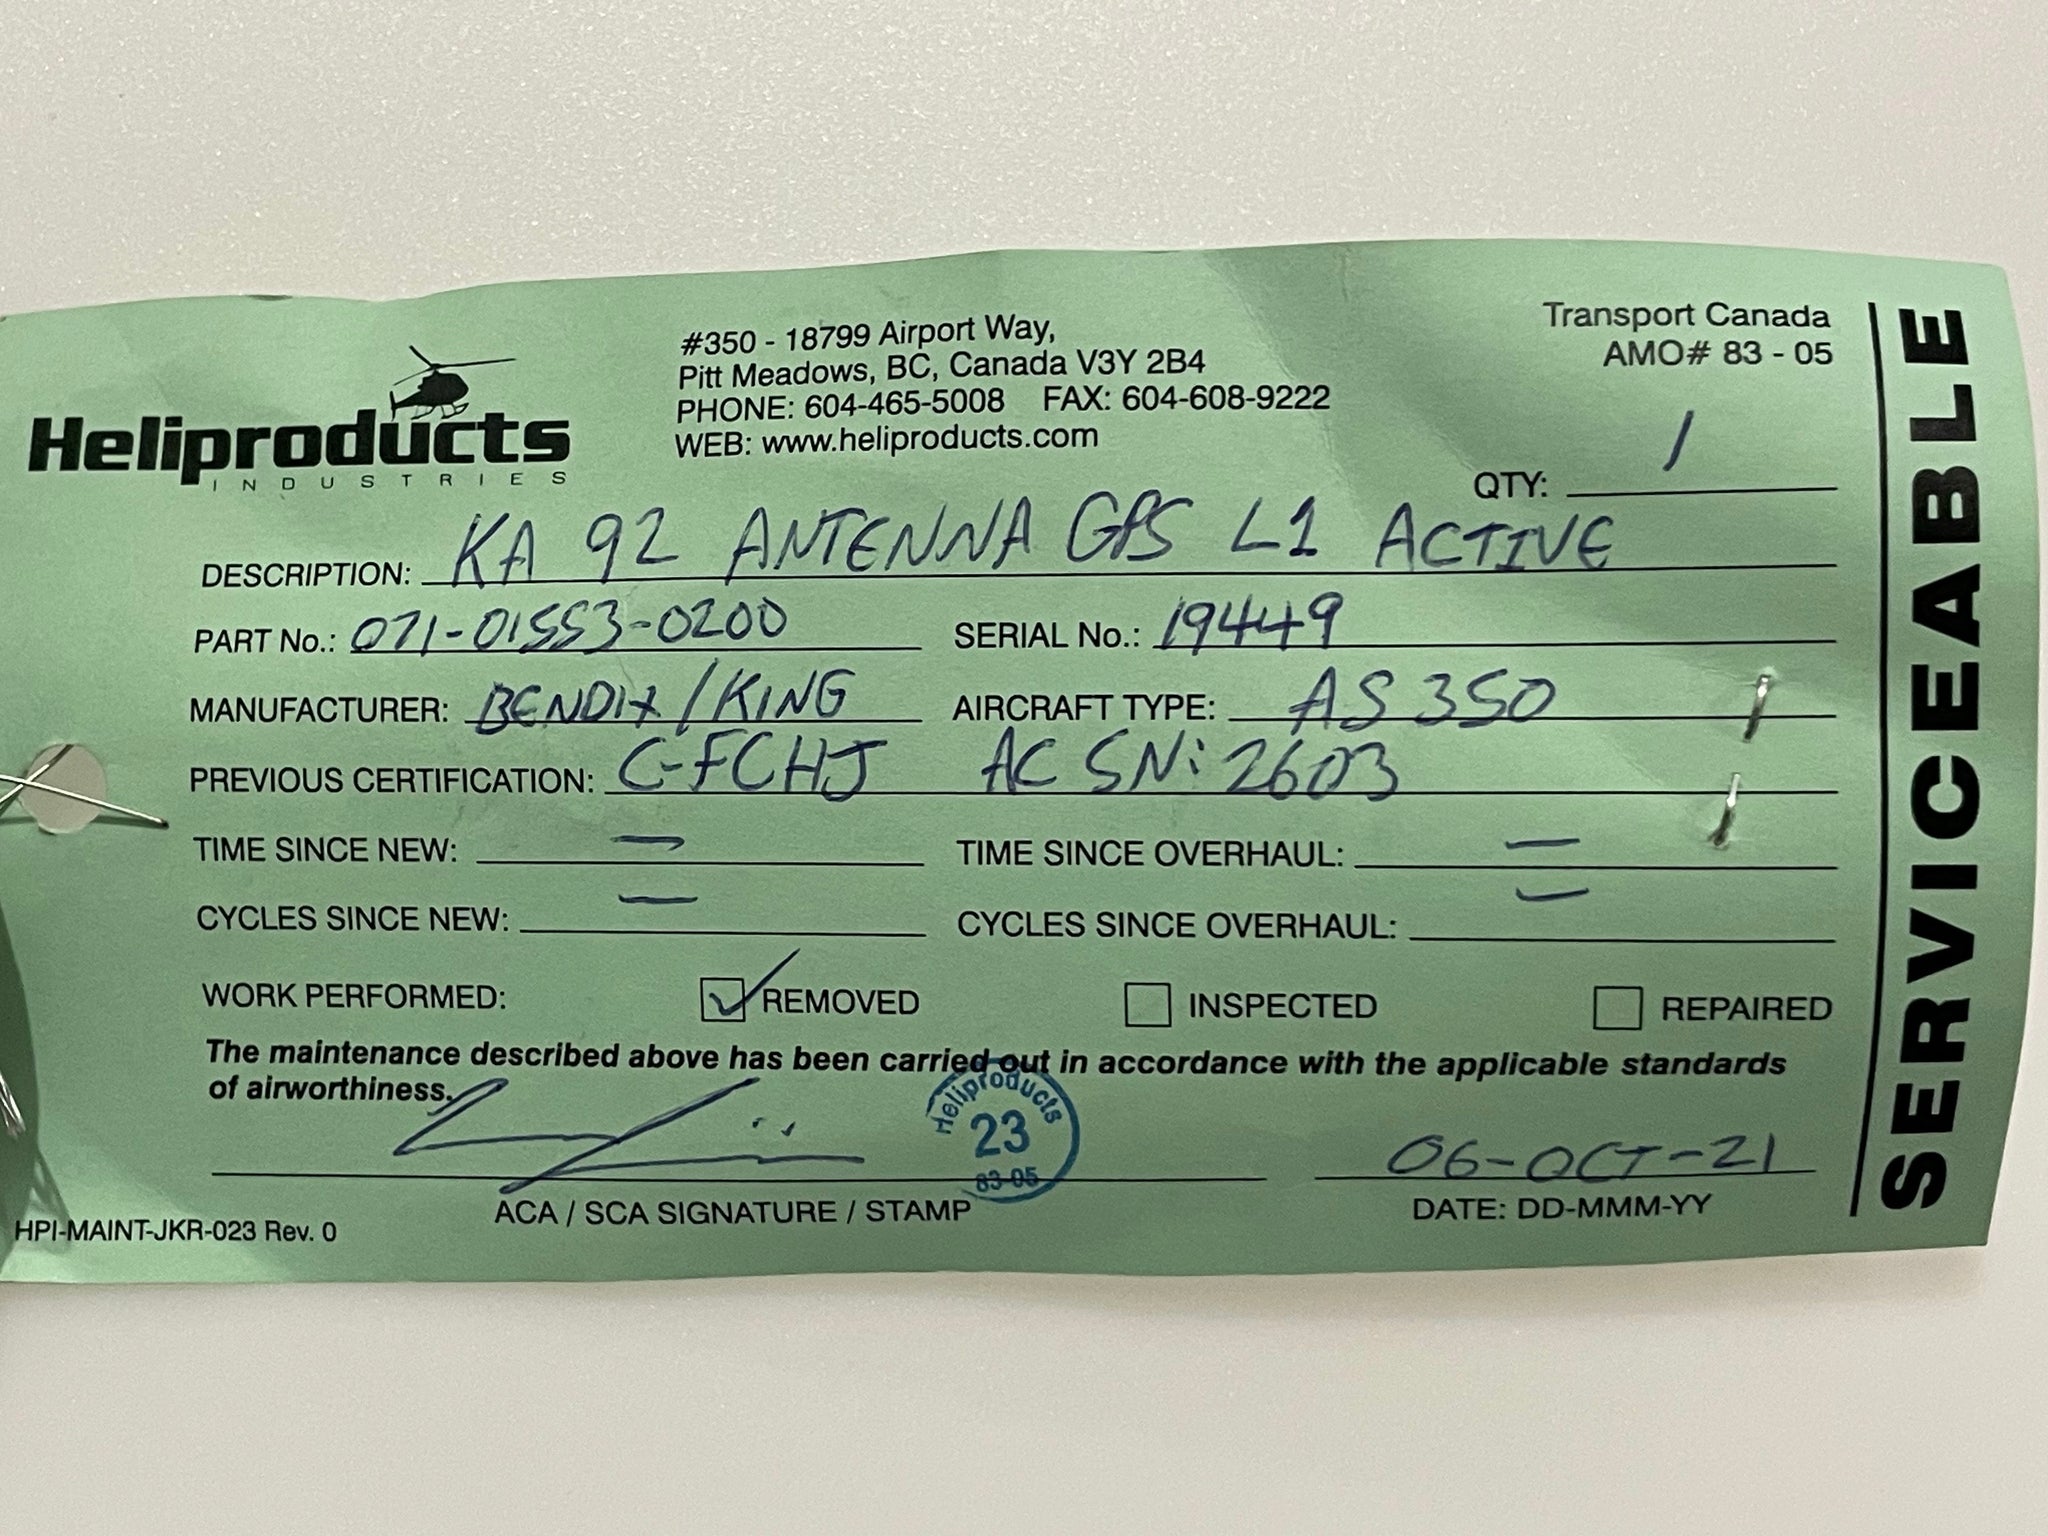 Heliproducts
INDUSTRIES
#350 - 18799 Airport Way,
Pitt Meadows, BC, Canada V3Y 2B4
PHONE: 604-465-5008 FAX: 604-608-9222
WEB: www.heliproducts.com
Transport Canada
AMO# 83 - 05
QTY: 1
DESCRIPTION: KA 92 ANTENNA GPS L1 ACTIVE
PART No.: 071-01553-0200 SERIAL No.: 19449
MANUFACTURER: BENDIX/KING AIRCRAFT TYPE: AS 350
PREVIOUS CERTIFICATION: C-FCHJ AC SN: 2603
TIME SINCE NEW: — TIME SINCE OVERHAUL: —
CYCLES SINCE NEW: — CYCLES SINCE OVERHAUL: —
WORK PERFORMED: REMOVED INSPECTED REPAIRED
The maintenance described above has been carried out in accordance with the applicable standards
of airworthiness.
Heliproducts
23
83-05
06-OCT-21
ACA / SCA SIGNATURE / STAMP DATE: DD-MMM-YY
HPI-MAINT-JKR-023 Rev. 0
SERVICEABLE